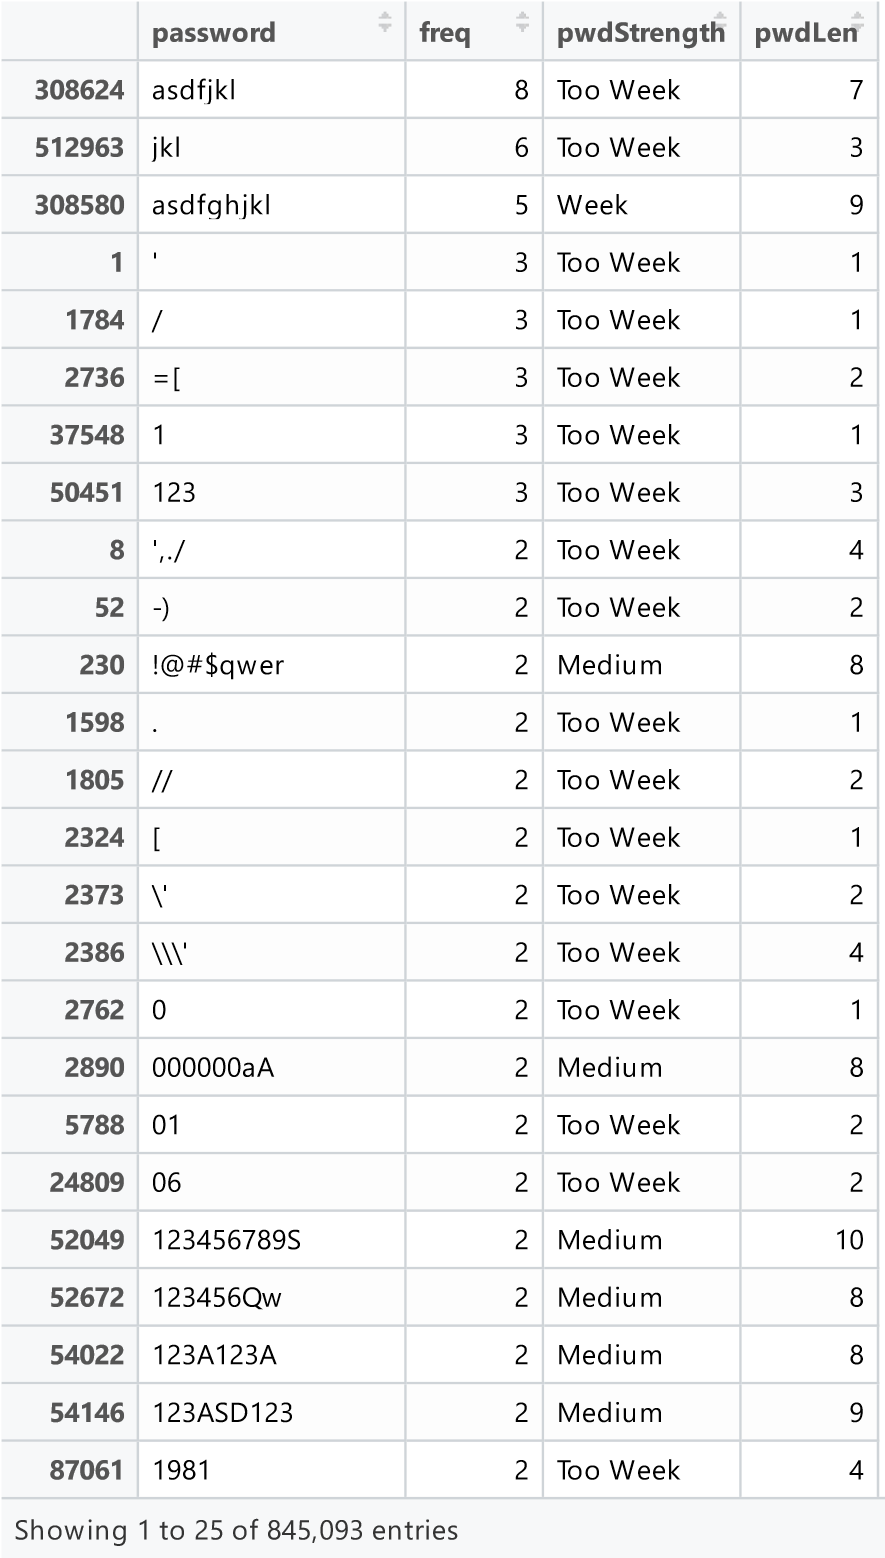 password freq pwdStrength pwdLen
308624 asdfjkl 8 Too Week 7
512963 jkl 6 Too Week 3
308580 asdfghjkl 5 Week 9
1 ' 3 Too Week 1
1784 / 3 Too Week 1
2736 =[ 3 Too Week 2
37548 1 3 Too Week 1
50451 123 3 Too Week 3
8 ',./ 2 Too Week 4
52 -) 2 Too Week 2
230 !@#$qwer 2 Medium 8
1598 . 2 Too Week 1
1805 // 2 Too Week 2
2324 [ 2 Too Week 1
2373 \' 2 Too Week 2
2386 \\\' 2 Too Week 4
2762 0 2 Too Week 1
2890 000000aA 2 Medium 8
5788 01 2 Too Week 2
24809 06 2 Too Week 2
52049 123456789S 2 Medium 10
52672 123456Qw 2 Medium 8
54022 123A123A 2 Medium 8
54146 123ASD123 2 Medium 9
87061 1981 2 Too Week 4
Showing 1 to 25 of 845,093 entries